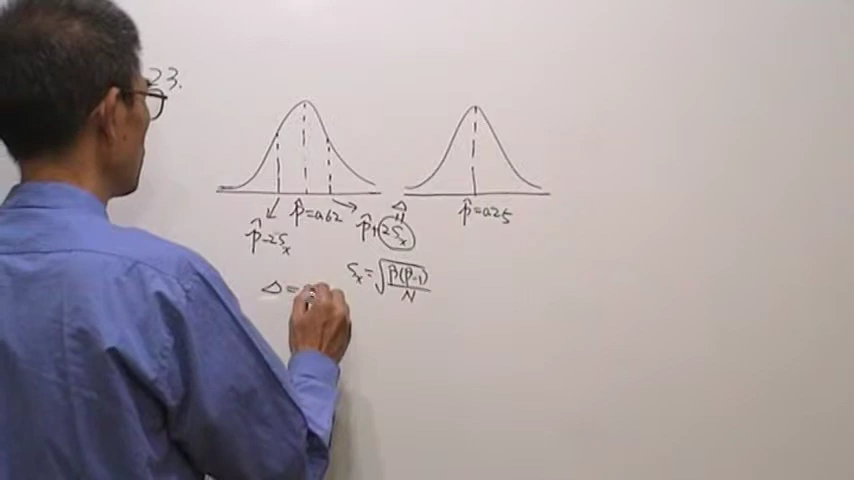 23.
p̂=0.62
p̂-2Sx
Δ
=
p̂+2Sx
p̂=0.25
Sx=√p̂(p̂-1)/N
Δ=